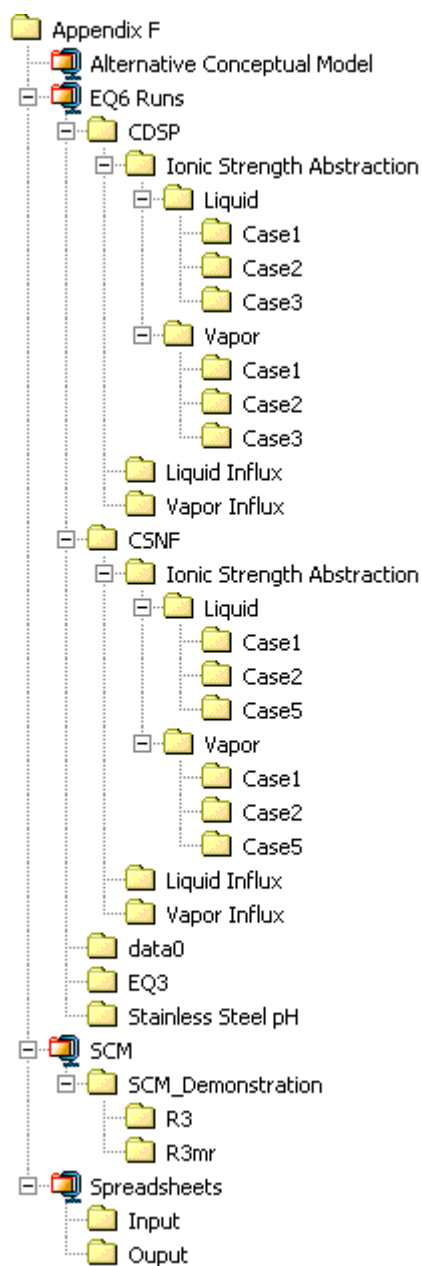 Appendix F
Alternative Conceptual Model
EQ6 Runs
CDSP
Ionic Strength Abstraction
Liquid
Case1
Case2
Case3
Vapor
Case1
Case2
Case3
Liquid Influx
Vapor Influx
CSNF
Ionic Strength Abstraction
Liquid
Case1
Case2
Case5
Vapor
Case1
Case2
Case5
Liquid Influx
Vapor Influx
data0
EQ3
Stainless Steel pH
SCM
SCM_Demonstration
R3
R3mr
Spreadsheets
Input
Ouput